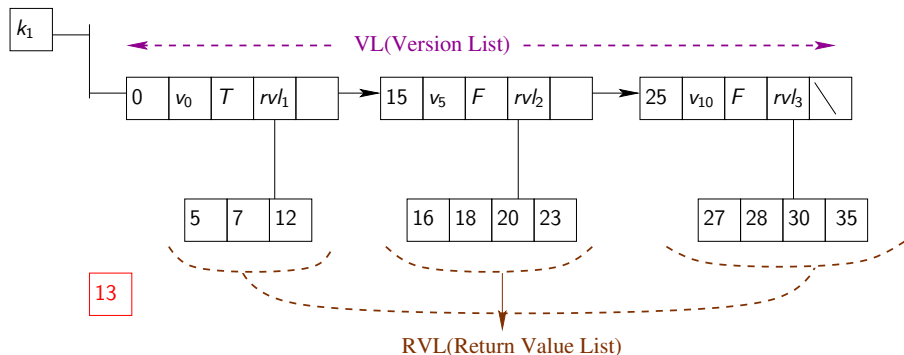 k₁
VL(Version List)
0 v₀ T rvl₁
15 v₅ F rvl₂
25 v₁₀ F rvl₃
5 7 12
16 18 20 23
27 28 30 35
13
RVL(Return Value List)